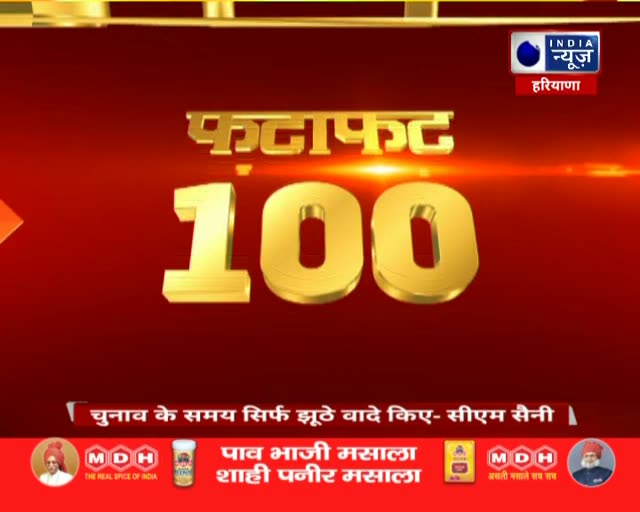 INDIA
न्यूज़
हरियाणा
फटाफट
100
चुनाव के समय सिर्फ झूठे वादे किए- सीएम सैनी
MDH
THE REAL SPICE OF INDIA
पाव भाजी मसाला
शाही पनीर मसाला
MDH
असली मसाले सच सच